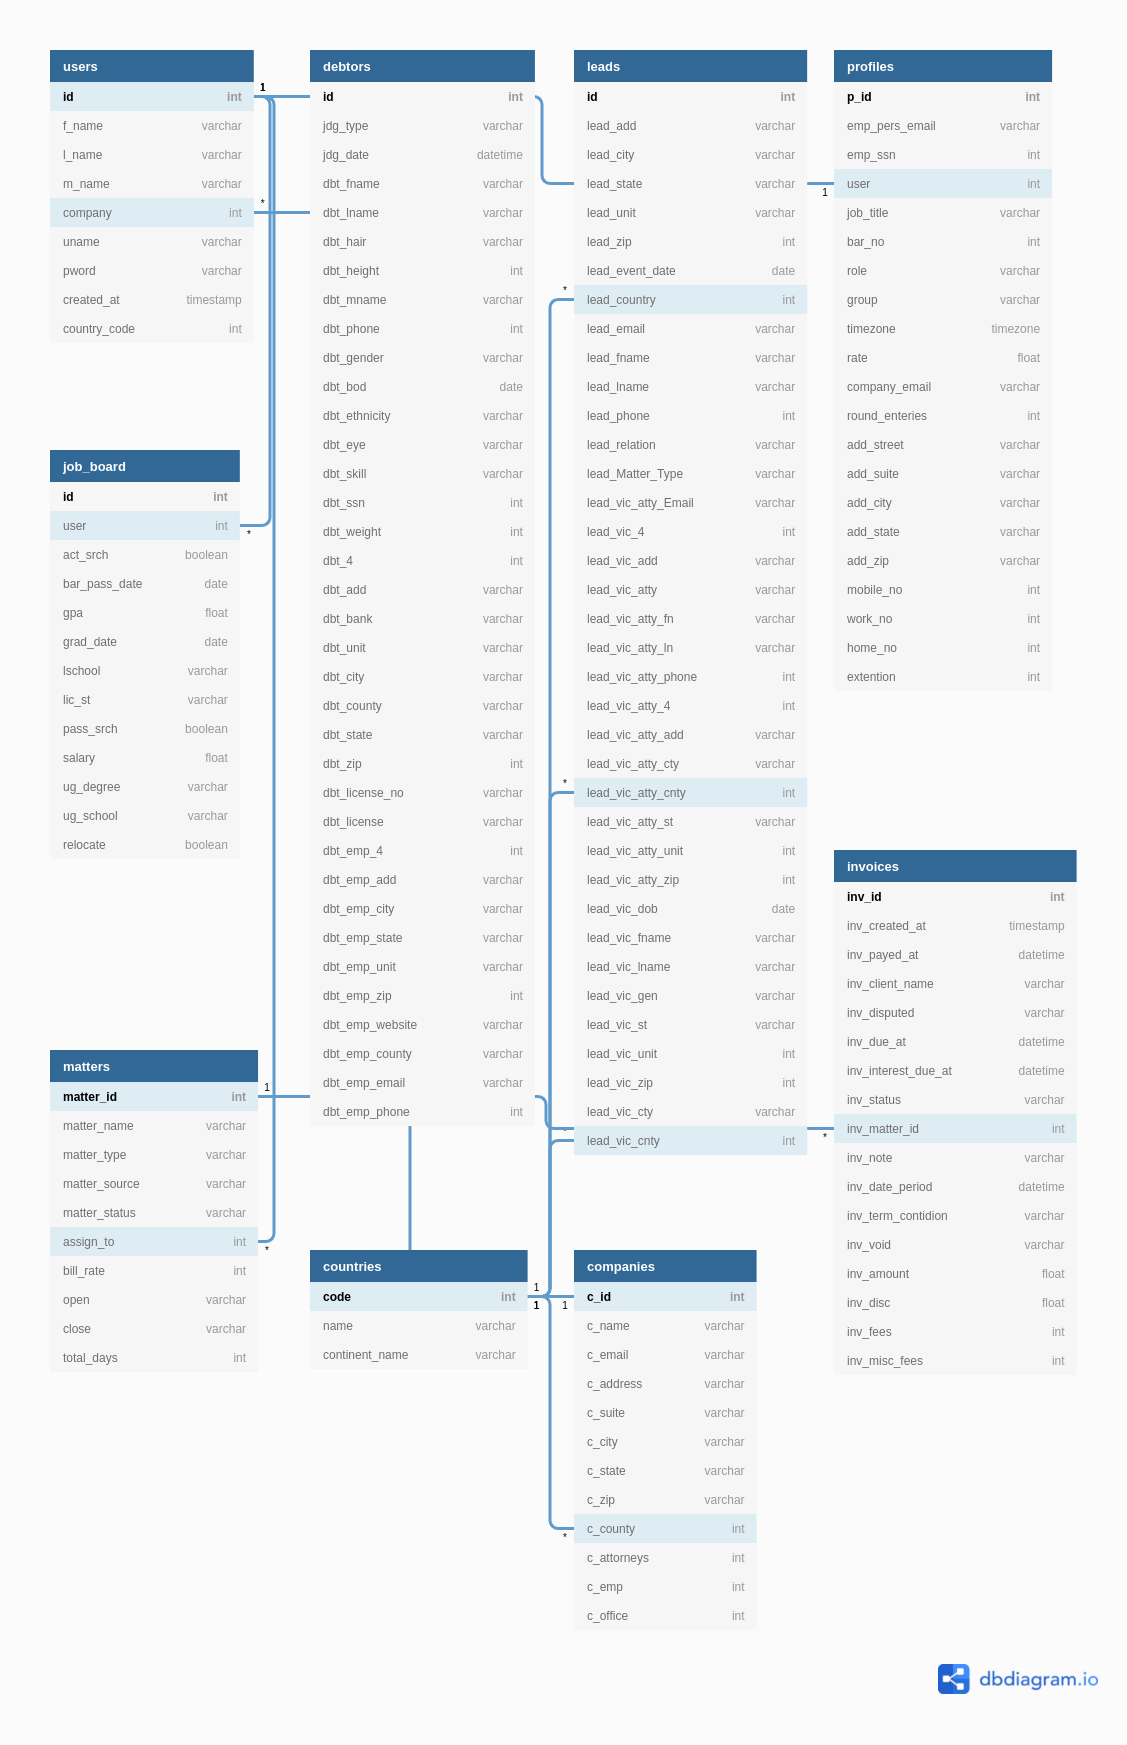 users
id int
f_name varchar
l_name varchar
m_name varchar
company int
uname varchar
pword varchar
created_at timestamp
country_code int
1
*
debtors
id int
jdg_type varchar
jdg_date datetime
dbt_fname varchar
dbt_lname varchar
dbt_hair varchar
dbt_height int
dbt_mname varchar
dbt_phone int
dbt_gender varchar
dbt_bod date
dbt_ethnicity varchar
dbt_eye varchar
dbt_skill varchar
dbt_ssn int
dbt_weight int
dbt_4 int
dbt_add varchar
dbt_bank varchar
dbt_unit varchar
dbt_city varchar
dbt_county varchar
dbt_state varchar
dbt_zip int
dbt_license_no varchar
dbt_license varchar
dbt_emp_4 int
dbt_emp_add varchar
dbt_emp_city varchar
dbt_emp_state varchar
dbt_emp_unit varchar
dbt_emp_zip int
dbt_emp_website varchar
dbt_emp_county varchar
dbt_emp_email varchar
dbt_emp_phone int
leads
id int
lead_add varchar
lead_city varchar
lead_state varchar
lead_unit varchar
lead_zip int
lead_event_date date
* lead_country int
lead_email varchar
lead_fname varchar
lead_lname varchar
lead_phone int
lead_relation varchar
lead_Matter_Type varchar
lead_vic_atty_Email varchar
lead_vic_4 int
lead_vic_add varchar
lead_vic_atty varchar
lead_vic_atty_fn varchar
lead_vic_atty_ln varchar
lead_vic_atty_phone int
lead_vic_atty_4 int
lead_vic_atty_add varchar
lead_vic_atty_cty varchar
* lead_vic_atty_cnty int
lead_vic_atty_st varchar
lead_vic_atty_unit int
lead_vic_atty_zip int
lead_vic_dob date
lead_vic_fname varchar
lead_vic_lname varchar
lead_vic_gen varchar
lead_vic_st varchar
lead_vic_unit int
lead_vic_zip int
lead_vic_cty varchar
* lead_vic_cnty int
profiles
p_id int
emp_pers_email varchar
emp_ssn int
1 user int
job_title varchar
bar_no int
role varchar
group varchar
timezone timezone
rate float
company_email varchar
round_enteries int
add_street varchar
add_suite varchar
add_city varchar
add_state varchar
add_zip varchar
mobile_no int
work_no int
home_no int
extention int
job_board
id int
user int *
act_srch boolean
bar_pass_date date
gpa float
grad_date date
lschool varchar
lic_st varchar
pass_srch boolean
salary float
ug_degree varchar
ug_school varchar
relocate boolean
invoices
inv_id int
inv_created_at timestamp
inv_payed_at datetime
inv_client_name varchar
inv_disputed varchar
inv_due_at datetime
inv_interest_due_at datetime
inv_status varchar
* inv_matter_id int
inv_note varchar
inv_date_period datetime
inv_term_contidion varchar
inv_void varchar
inv_amount float
inv_disc float
inv_fees int
inv_misc_fees int
matters
matter_id int 1
matter_name varchar
matter_type varchar
matter_source varchar
matter_status varchar
assign_to int *
bill_rate int
open varchar
close varchar
total_days int
countries
code int 1
1
name varchar
continent_name varchar
companies
1 c_id int
c_name varchar
c_email varchar
c_address varchar
c_suite varchar
c_city varchar
c_state varchar
c_zip varchar
* c_county int
c_attorneys int
c_emp int
c_office int
dbdiagram.io